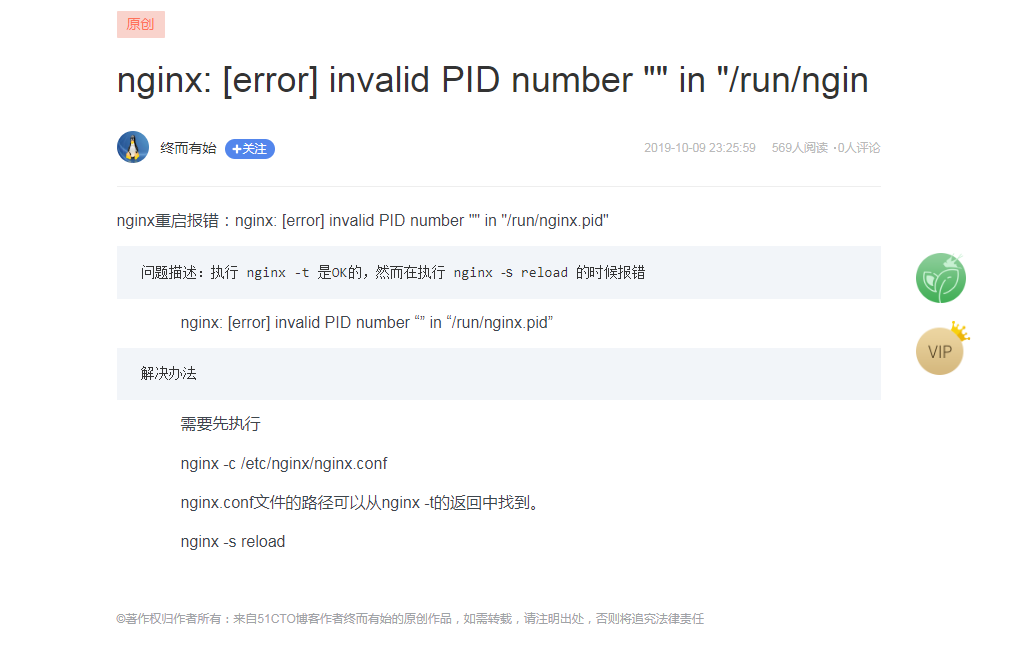 原创
nginx: [error] invalid PID number "" in "/run/ngin
终而有始 +关注 2019-10-09 23:25:59 569人阅读 ·0人评论
nginx重启报错：nginx: [error] invalid PID number "" in "/run/nginx.pid"
问题描述：执行 nginx -t 是OK的，然而在执行 nginx -s reload 的时候报错
nginx: [error] invalid PID number “” in “/run/nginx.pid”
VIP
解决办法
需要先执行
nginx -c /etc/nginx/nginx.conf
nginx.conf文件的路径可以从nginx -t的返回中找到。
nginx -s reload
©著作权归作者所有：来自51CTO博客作者终而有始的原创作品，如需转载，请注明出处，否则将追究法律责任